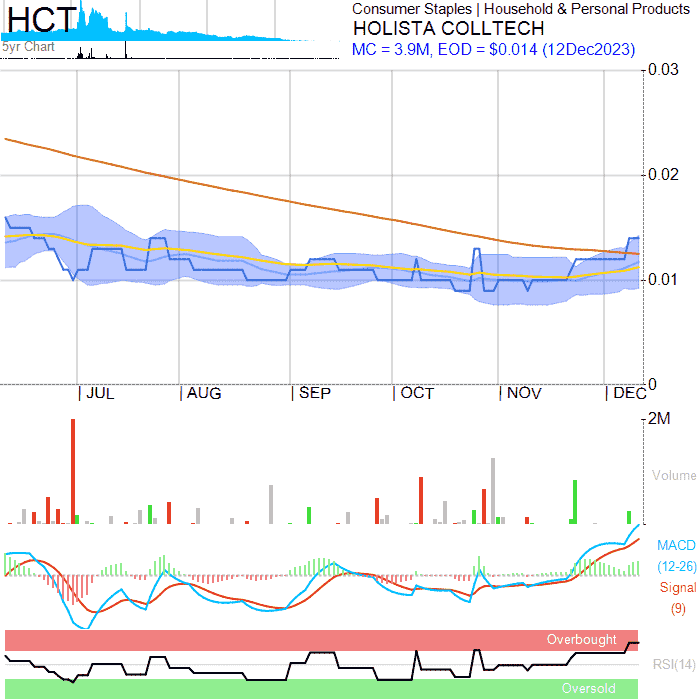 HCT
5yr Chart
Consumer Staples | Household & Personal Products
HOLISTA COLLTECH
MC = 3.9M, EOD = $0.014 (12Dec2023)
0.03
0.02
0.01
0
| JUL | AUG | SEP | OCT | NOV | DEC
2M
Volume
MACD
(12-26)
Signal
(9)
Overbought
RSI(14)
Oversold